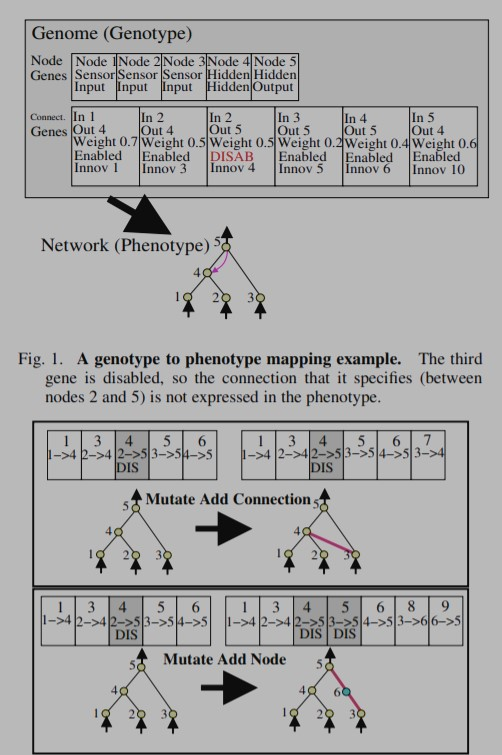 Genome (Genotype)
Node Genes
Node 1 Sensor Input
Node 2 Sensor Input
Node 3 Sensor Input
Node 4 Hidden Hidden
Node 5 Hidden Output
Connect. Genes
In 1
Out 4
Weight 0.7
Enabled
Innov 1
In 2
Out 4
Weight 0.5
Enabled
Innov 3
In 2
Out 5
Weight 0.5
DISAB
Innov 4
In 3
Out 5
Weight 0.2
Enabled
Innov 5
In 4
Out 5
Weight 0.4
Enabled
Innov 6
In 5
Out 4
Weight 0.6
Enabled
Innov 10
Network (Phenotype)
5
4
1 2 3
Fig. 1. A genotype to phenotype mapping example. The third
gene is disabled, so the connection that it specifies (between
nodes 2 and 5) is not expressed in the phenotype.
1 3 4 5 6
1->4 2->4 2->5 3->5 4->5
DIS
1 3 4 5 6 7
1->4 2->4 2->5 3->5 4->5 3->4
DIS
Mutate Add Connection
5
4
1 2 3
5
4
1 2 3
1 3 4 5 6
1->4 2->4 2->5 3->5 4->5
DIS
1 3 4 5 6 8 9
1->4 2->4 2->5 3->5 4->5 3->6 6->5
DIS DIS
Mutate Add Node
5
4
1 2 3
5
4 6
1 2 3